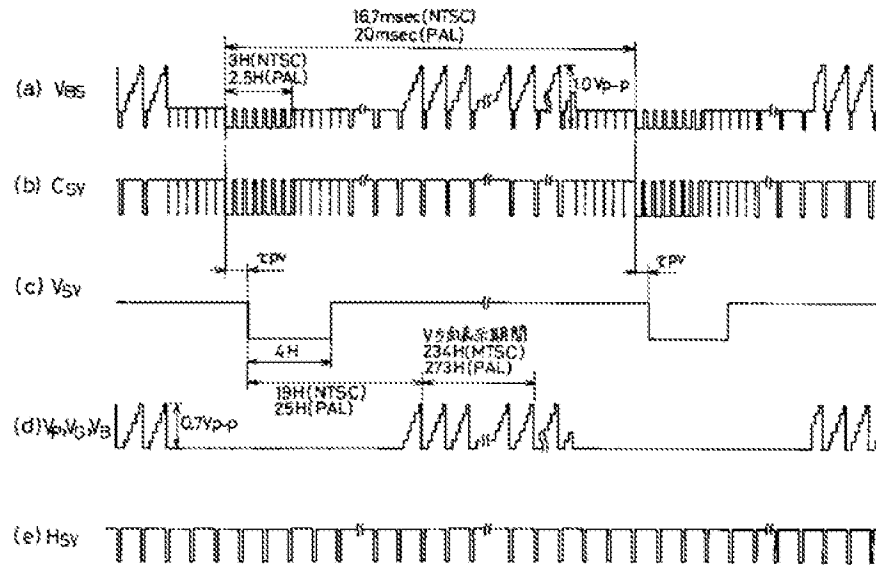 16.7msec(NTSC)
20msec(PAL)
3H(NTSC)
2.5H(PAL)
(a) VBS
1.0Vp-p
(b) CSY
τpv
τpv
(c) VSY
4H
234H(MTSC)
273H(PAL)
19H(NTSC)
25H(PAL)
(d) VR,VG,VB
0.7Vp-p
(e) HSY